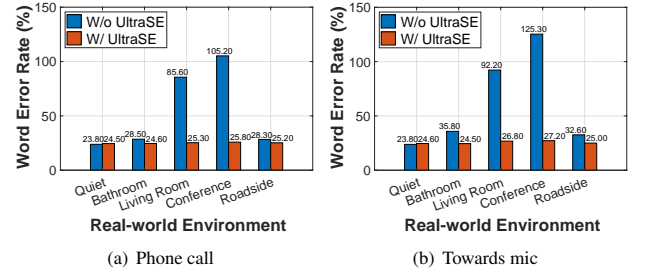 Word Error Rate (%)
150
100
50
0
W/o UltraSE
W/ UltraSE
23.80 24.50
28.50 24.60
85.60 25.30
105.20 25.80
28.30 25.20
Quiet
Bathroom
Living Room
Conference
Roadside
Real-world Environment
(a) Phone call
Word Error Rate (%)
150
100
50
0
W/o UltraSE
W/ UltraSE
23.80 24.60
35.80 24.50
92.20 26.80
125.30 27.20
32.60 25.00
Quiet
Bathroom
Living Room
Conference
Roadside
Real-world Environment
(b) Towards mic